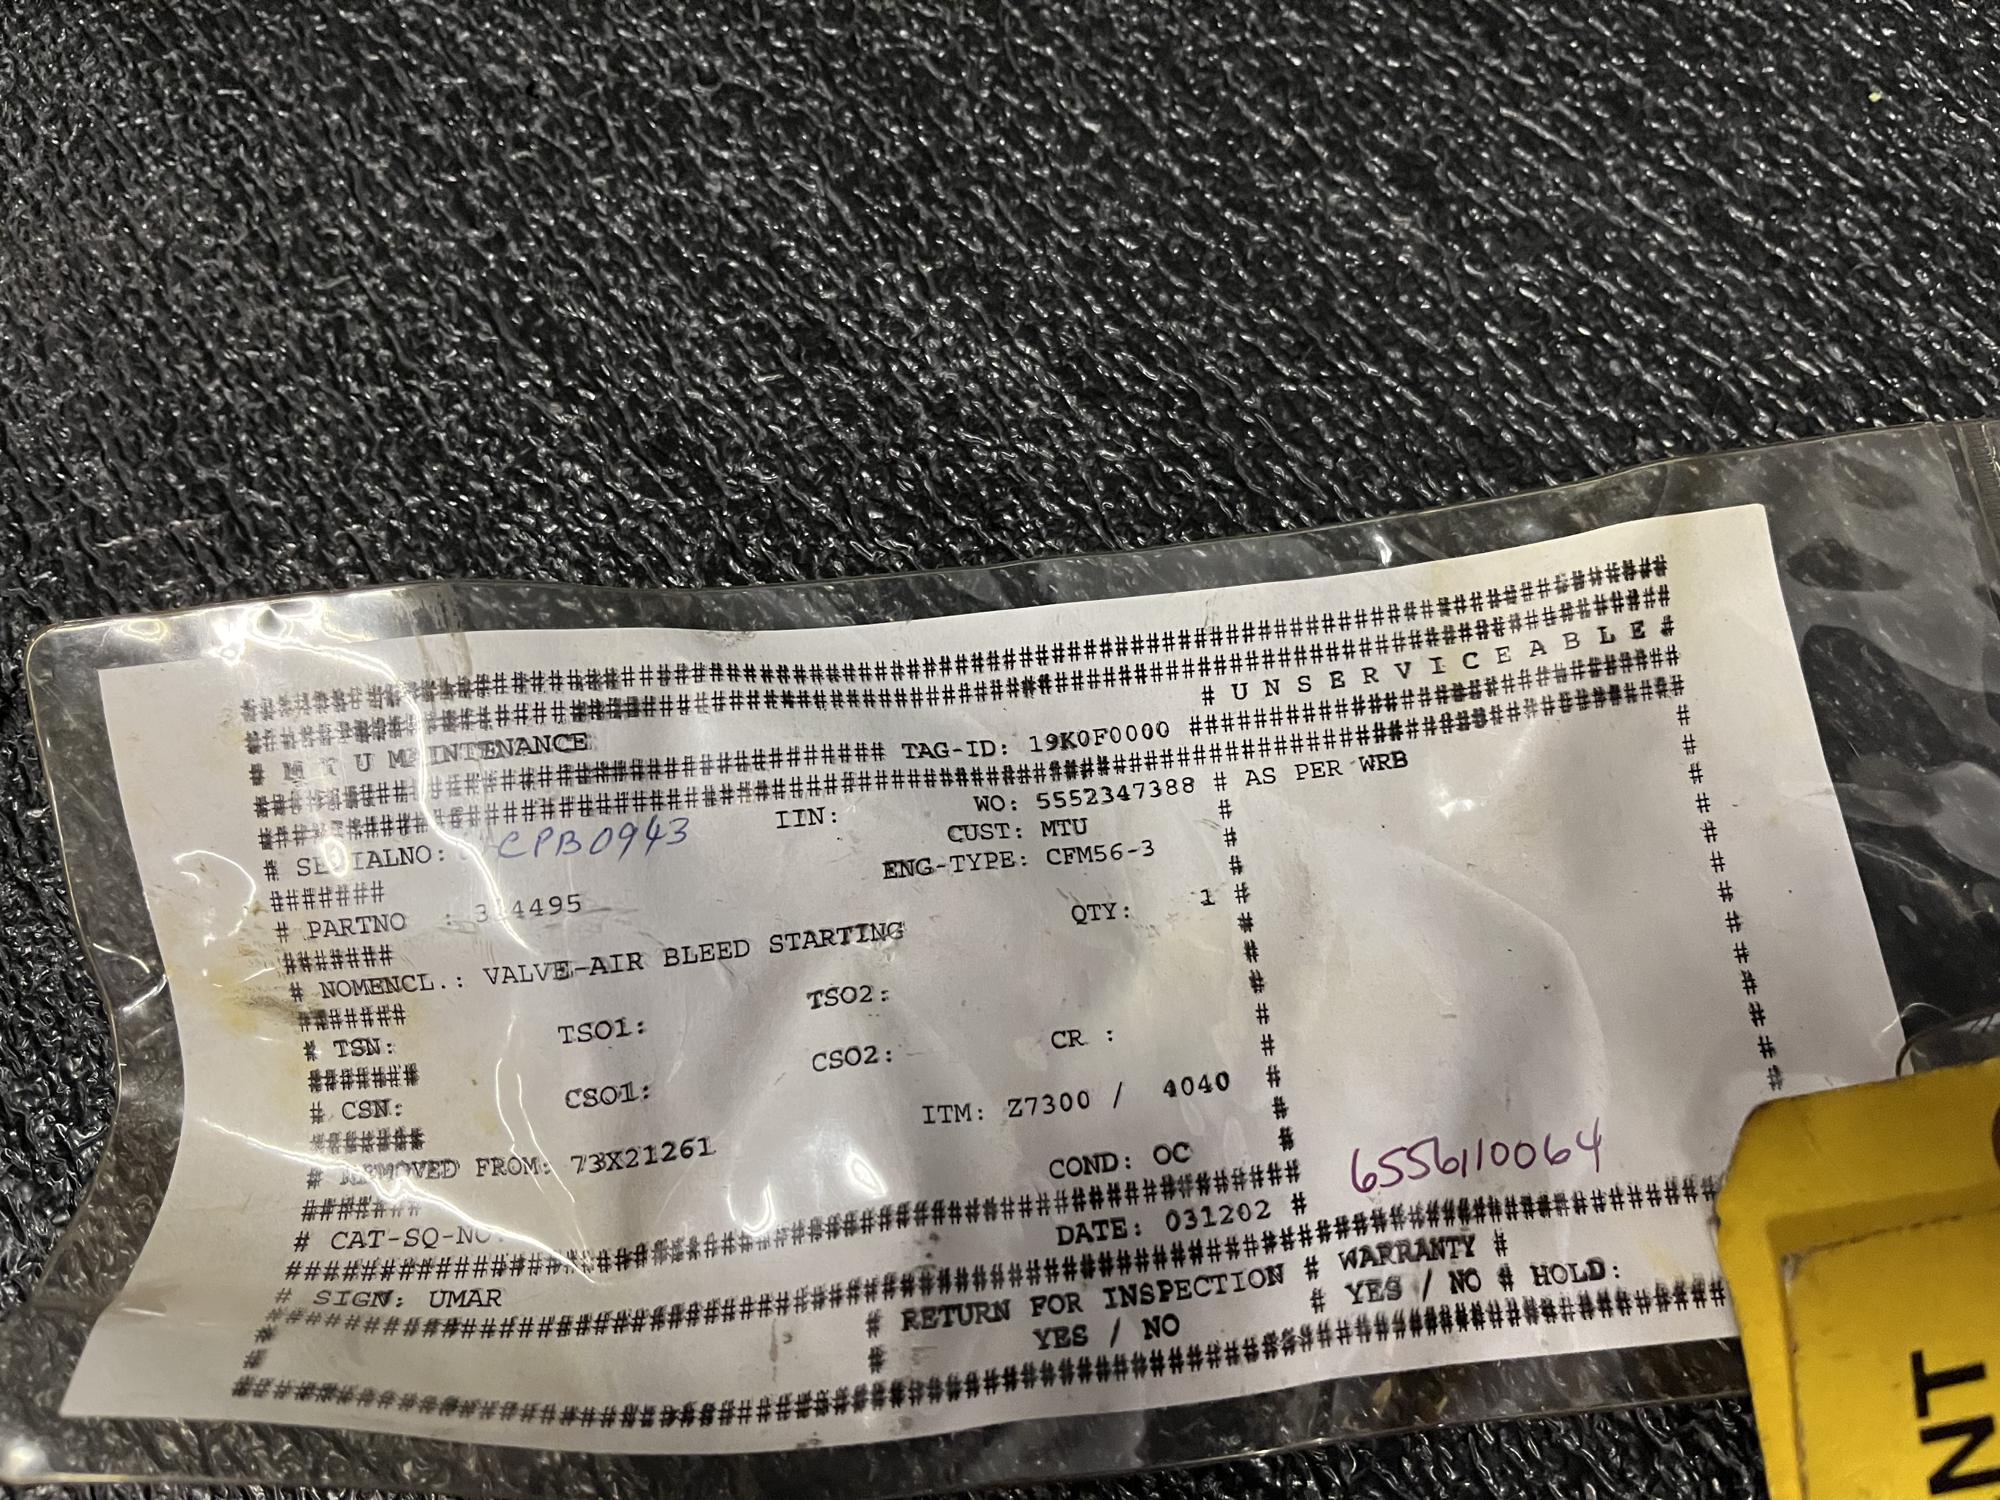 # U N S E R V I C E A B L E #
# M T U MAINTENANCE
TAG-ID: 19K0F0000
# SERIALNO: CPB0943 IIN: WO: 5552347388 # AS PER WRB
CUST: MTU #
ENG-TYPE: CFM56-3 #
#######
# PARTNO : 314495 QTY: 1 #
#######
# NOMENCL.: VALVE-AIR BLEED STARTING
#######
# TSN: TSO1: TSO2:
#######
# CSN: CSO1: CSO2: CR :
#######
# REMOVED FROM: 73X21261 ITM: Z7300 / 4040 #
#######
# CAT-SQ-NO: COND: OC # 6556110064
# SIGN: UMAR DATE: 031202 #
# RETURN FOR INSPECTION # WARRANTY #
YES / NO # YES / NO # HOLD:
NT